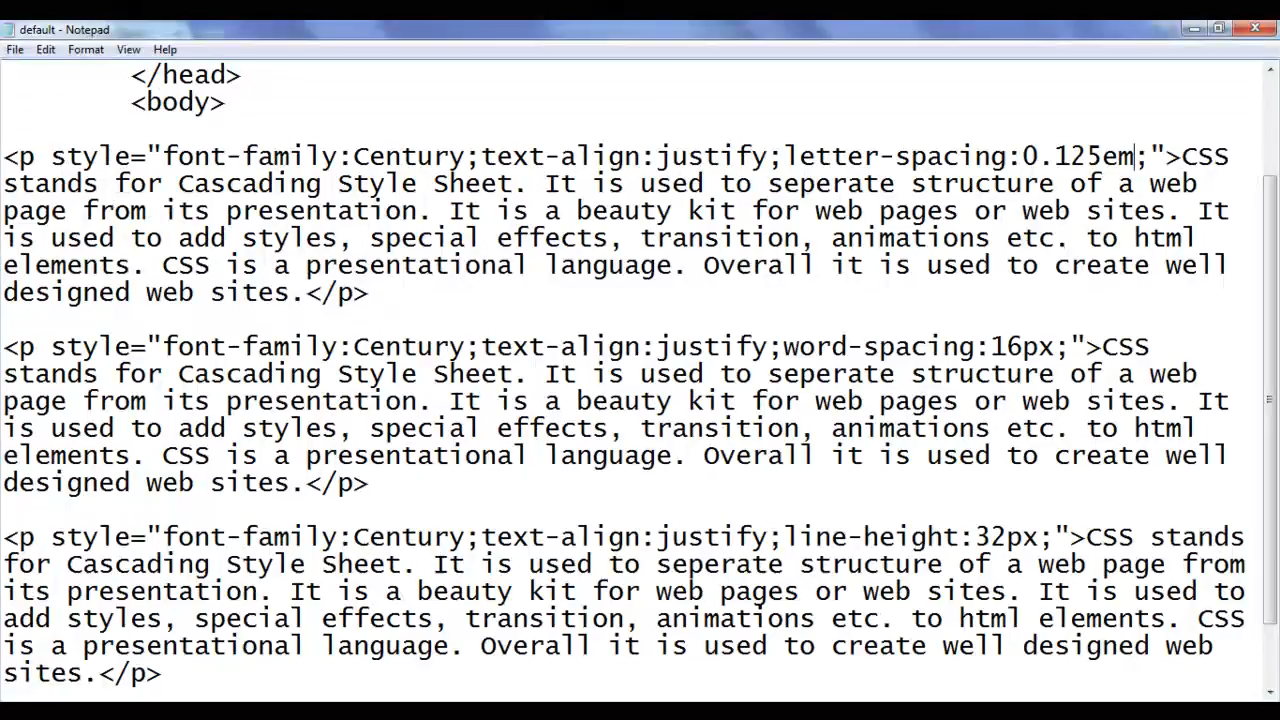 default - Notepad
File Edit Format View Help
</head>
<body>
<p style="font-family:Century;text-align:justify;letter-spacing:0.125em;">CSS
stands for Cascading Style Sheet. It is used to seperate structure of a web
page from its presentation. It is a beauty kit for web pages or web sites. It
is used to add styles, special effects, transition, animations etc. to html
elements. CSS is a presentational language. Overall it is used to create well
designed web sites.</p>
<p style="font-family:Century;text-align:justify;word-spacing:16px;">CSS
stands for Cascading Style Sheet. It is used to seperate structure of a web
page from its presentation. It is a beauty kit for web pages or web sites. It
is used to add styles, special effects, transition, animations etc. to html
elements. CSS is a presentational language. Overall it is used to create well
designed web sites.</p>
<p style="font-family:Century;text-align:justify;line-height:32px;">CSS stands
for Cascading Style Sheet. It is used to seperate structure of a web page from
its presentation. It is a beauty kit for web pages or web sites. It is used to
add styles, special effects, transition, animations etc. to html elements. CSS
is a presentational language. Overall it is used to create well designed web
sites.</p>